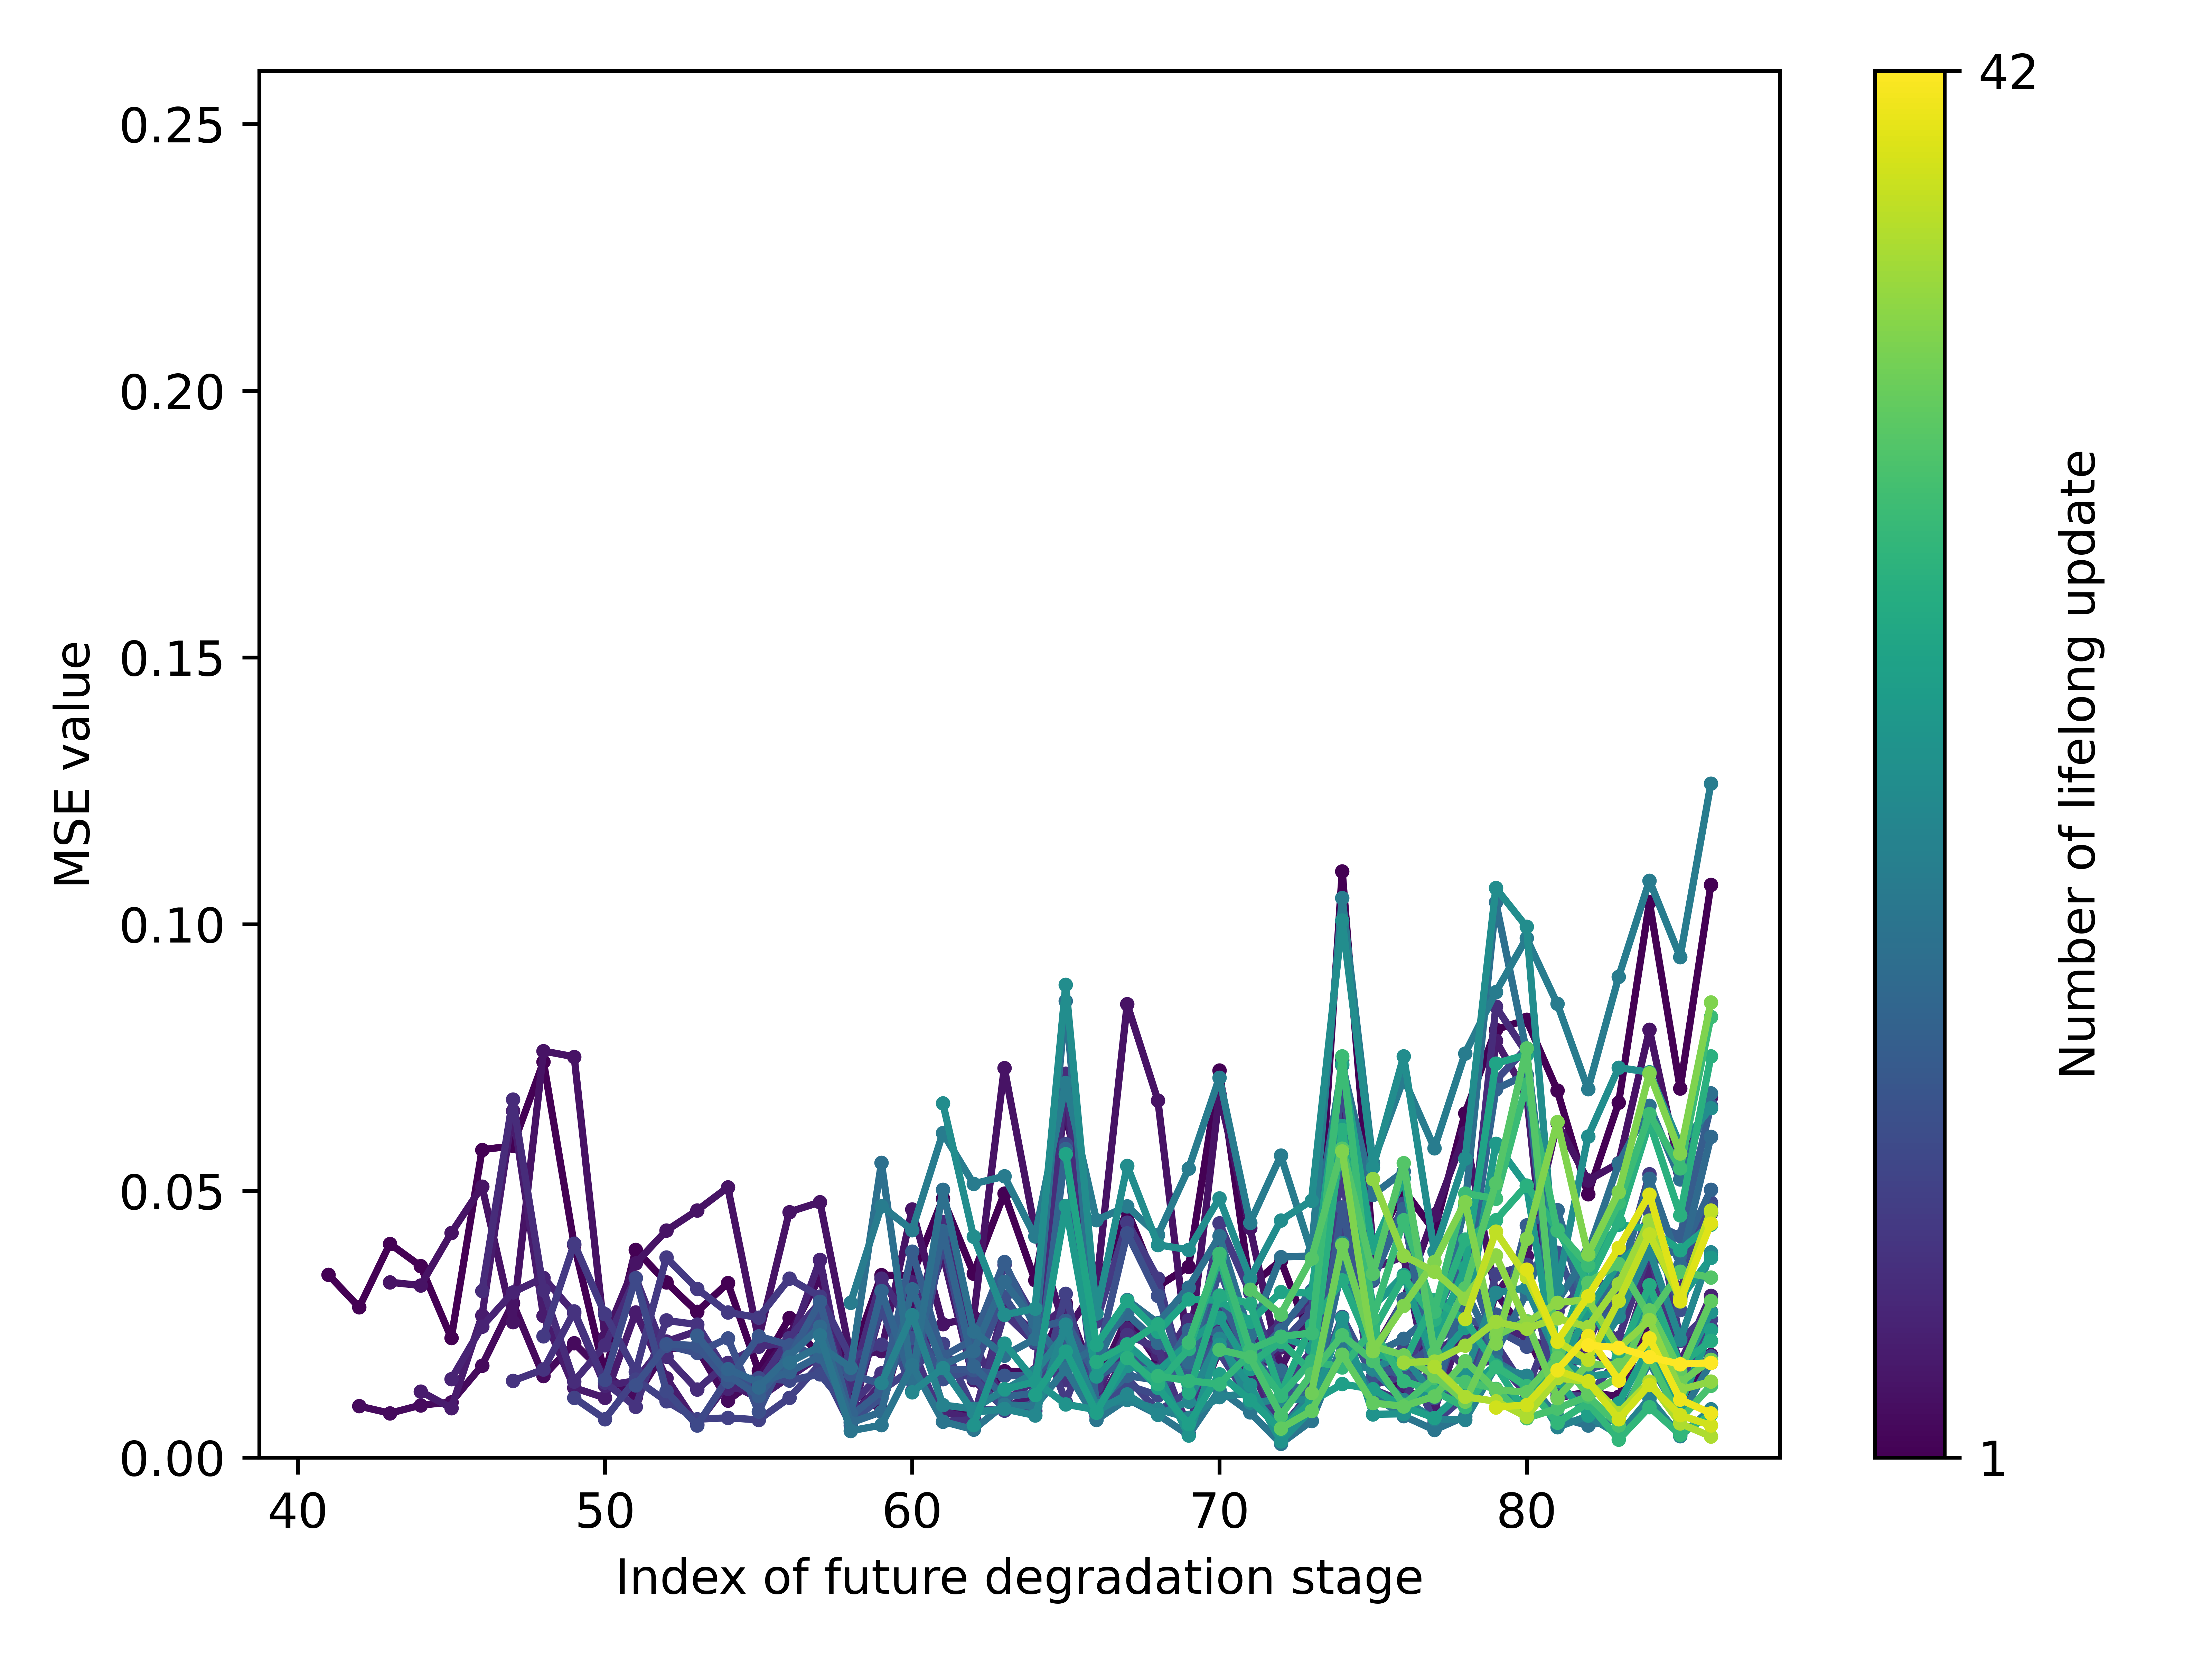 0.25
0.20
0.15
0.10
0.05
0.00
MSE value
40 50 60 70 80
Index of future degradation stage
42
1
Number of lifelong update